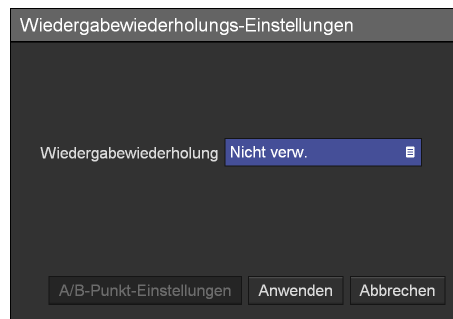 Wiedergabewiederholungs-Einstellungen
Wiedergabewiederholung Nicht verw.
A/B-Punkt-Einstellungen Anwenden Abbrechen